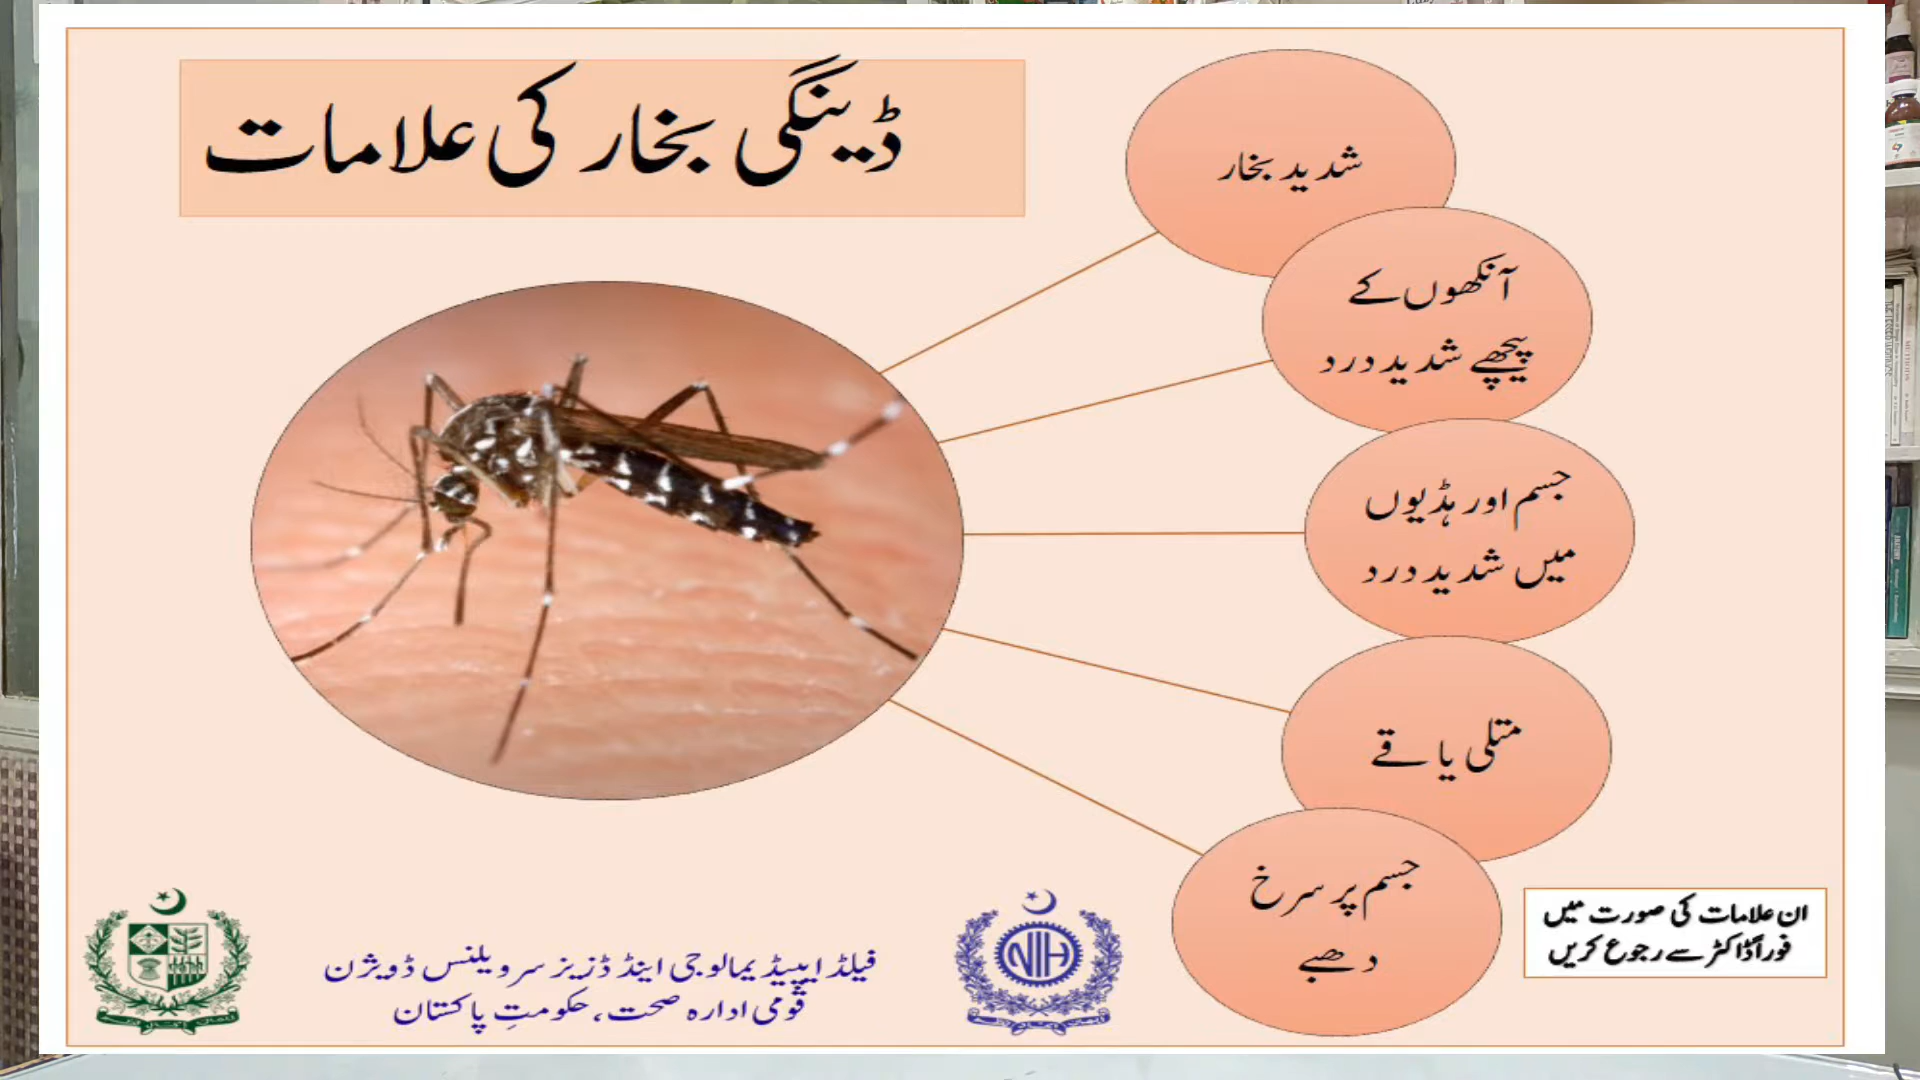 ڈینگی بخار کی علامات
شدید بخار
آنکھوں کے
پیچھے شدید درد
جسم اور ہڈیوں
میں شدید درد
متلی یا قے
جسم پر سرخ
دھبے
ان علامات کی صورت میں
فوراً ڈاکٹر سے رجوع کریں
فیلڈ ایپیڈیمالوجی اینڈ ڈزیز سرویلنس ڈویژن
قومی ادارہ صحت، حکومتِ پاکستان
NIH